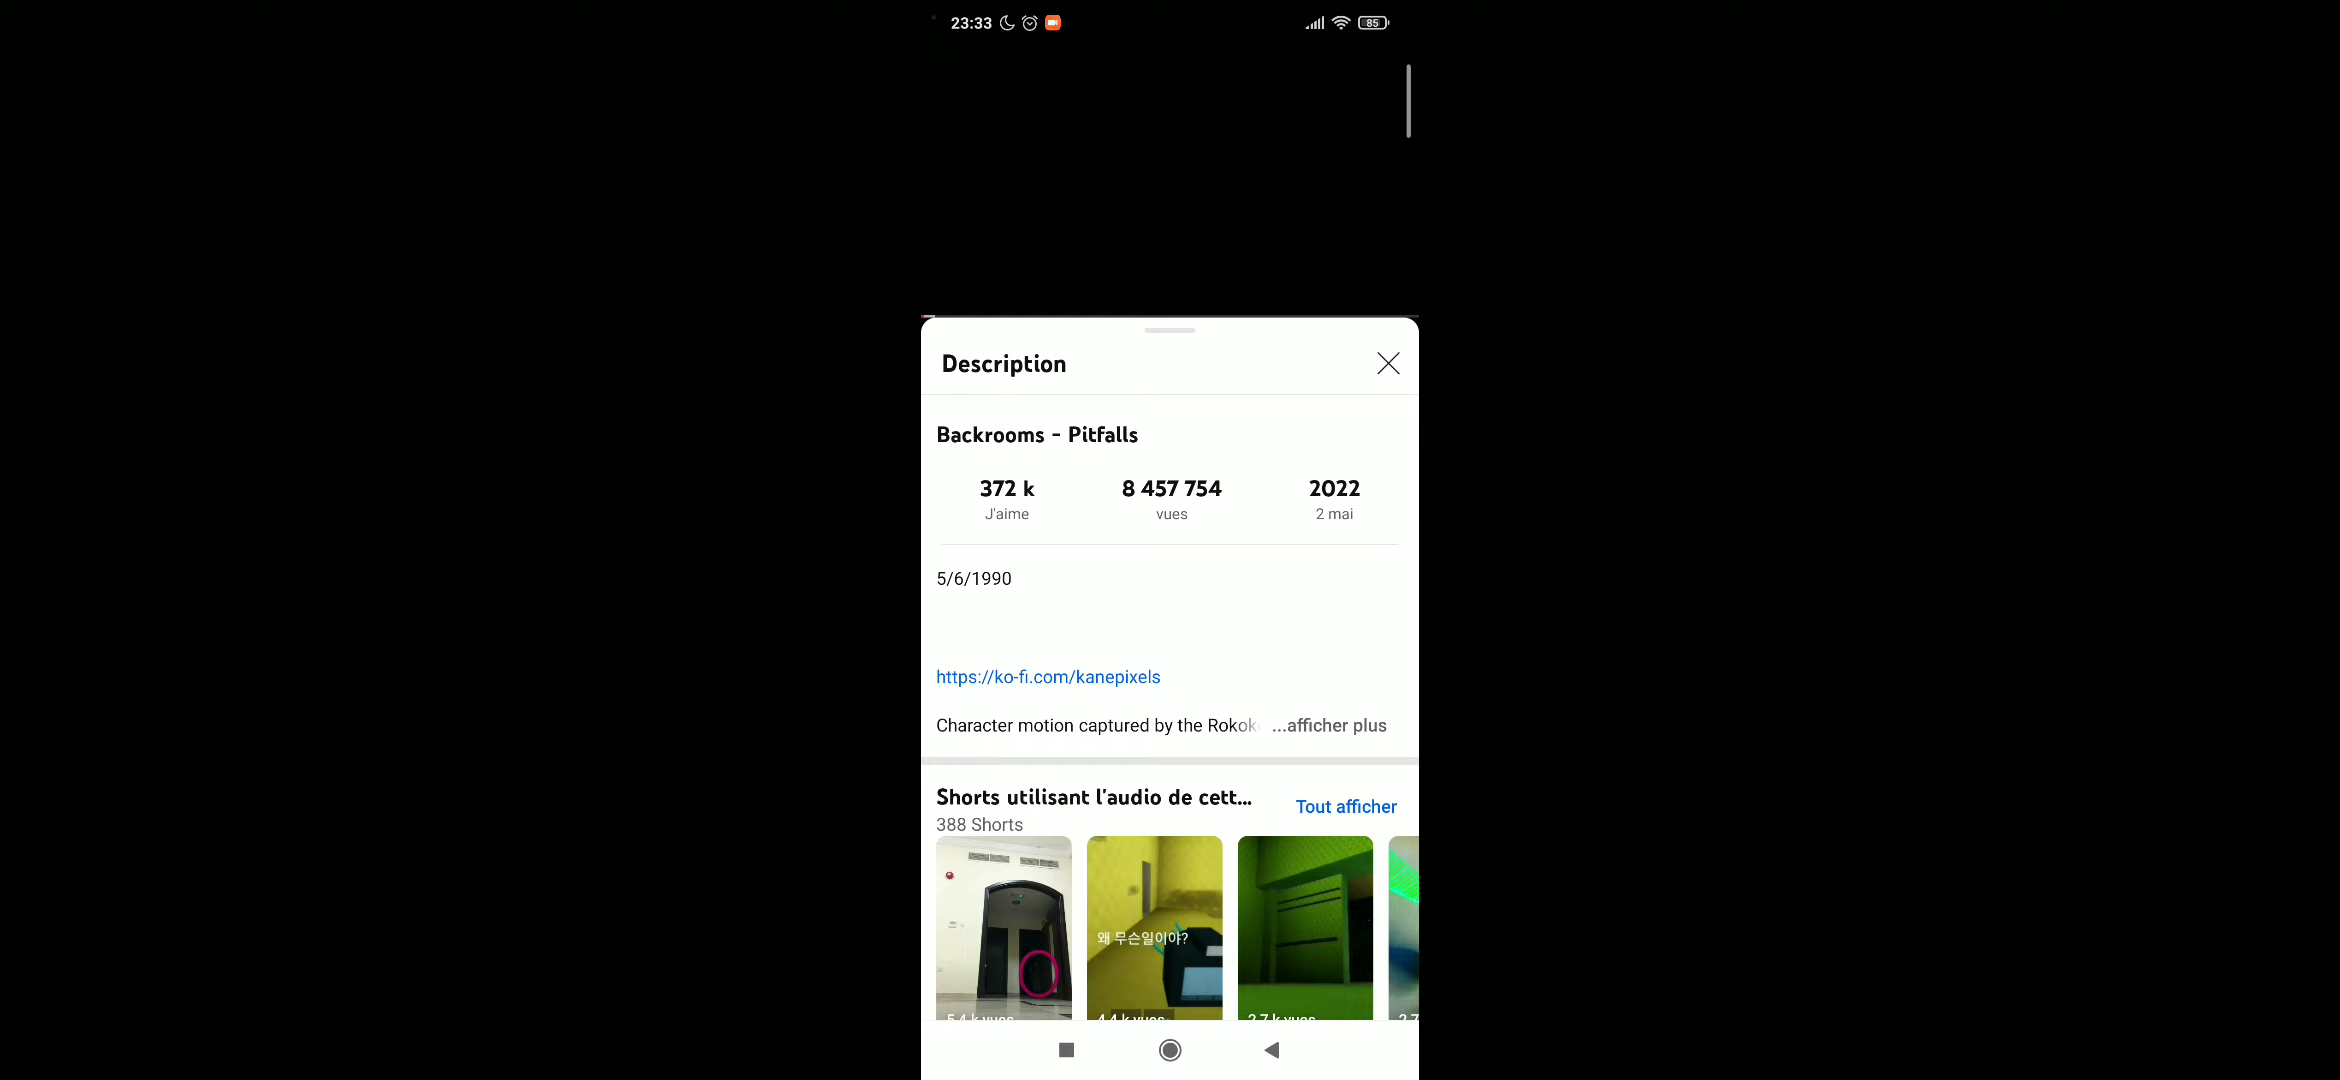 23:33
85
Description
Backrooms - Pitfalls
372 k
J'aime
8 457 754
vues
2022
2 mai
5/6/1990
https://ko-fi.com/kanepixels
Character motion captured by the ...afficher plus
Shorts utilisant l'audio de cett...
Tout afficher
388 Shorts
왜 무슨일이야?
5,4 k vues
4,4 k vues
2,7 k vues